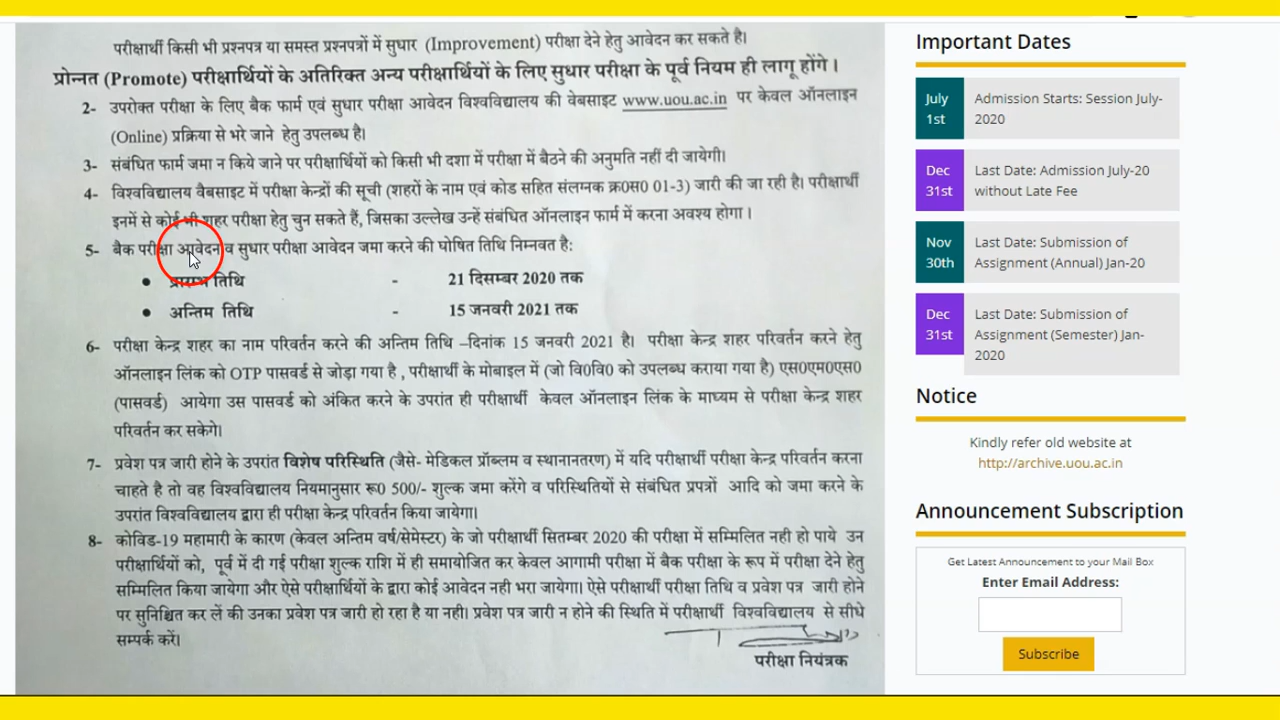 परीक्षार्थी किसी भी प्रश्नपत्र या समस्त प्रश्नपत्रों में सुधार (Improvement) परीक्षा देने हेतु आवेदन कर सकते है।
प्रोन्नत (Promote) परीक्षार्थियों के अतिरिक्त अन्य परीक्षार्थियों के लिए सुधार परीक्षा के पूर्व नियम ही लागू होंगे ।
2- उपरोक्त परीक्षा के लिए बैक फार्म एवं सुधार परीक्षा आवेदन विश्वविद्यालय की वेबसाइट www.uou.ac.in पर केवल ऑनलाइन
(Online) प्रक्रिया से भरे जाने हेतु उपलब्ध है।
3- संबंधित फार्म जमा न किये जाने पर परीक्षार्थियों को किसी भी दशा में परीक्षा में बैठने की अनुमति नहीं दी जायेगी।
4- विश्वविद्यालय वैबसाइट में परीक्षा केन्द्रों की सूची (शहरों के नाम एवं कोड सहित संलग्नक क्र0स0 01-3) जारी की जा रही है। परीक्षार्थी
इनमें से कोई भी शहर परीक्षा हेतु चुन सकते हैं, जिसका उल्लेख उन्हें संबंधित ऑनलाइन फार्म में करना अवश्य होगा ।
5- बैक परीक्षा आवेदन व सुधार परीक्षा आवेदन जमा करने की घोषित तिथि निम्नवत है:
• प्रारम्भ तिथि - 21 दिसम्बर 2020 तक
• अन्तिम तिथि - 15 जनवरी 2021 तक
6- परीक्षा केन्द्र शहर का नाम परिवर्तन करने की अन्तिम तिथि –दिनांक 15 जनवरी 2021 है। परीक्षा केन्द्र शहर परिवर्तन करने हेतु
ऑनलाइन लिंक को OTP पासवर्ड से जोड़ा गया है , परीक्षार्थी के मोबाइल में (जो वि0वि0 को उपलब्ध कराया गया है) एस0एम0एस0
(पासवर्ड) आयेगा उस पासवर्ड को अंकित करने के उपरांत ही परीक्षार्थी केवल ऑनलाइन लिंक के माध्यम से परीक्षा केन्द्र शहर
परिवर्तन कर सकेगे।
7- प्रवेश पत्र जारी होने के उपरांत विशेष परिस्थिति (जैसे- मेडिकल प्रॉब्लम व स्थानानतरण) में यदि परीक्षार्थी परीक्षा केन्द्र परिवर्तन करना
चाहते है तो वह विश्वविद्यालय नियमानुसार रू0 500/- शुल्क जमा करेंगे व परिस्थितियों से संबंधित प्रपत्रों आदि को जमा करने के
उपरांत विश्वविद्यालय द्वारा ही परीक्षा केन्द्र परिवर्तन किया जायेगा।
8- कोविड-19 महामारी के कारण (केवल अन्तिम वर्ष/सेमेस्टर) के जो परीक्षार्थी सितम्बर 2020 की परीक्षा में सम्मिलित नही हो पाये उन
परीक्षार्थियों को, पूर्व में दी गई परीक्षा शुल्क राशि में ही समायोजित कर केवल आगामी परीक्षा में बैक परीक्षा के रूप में परीक्षा देने हेतु
सम्मिलित किया जायेगा और ऐसे परीक्षार्थियों के द्वारा कोई आवेदन नही भरा जायेगा। ऐसे परीक्षार्थी परीक्षा तिथि व प्रवेश पत्र जारी होने
पर सुनिश्चित कर लें की उनका प्रवेश पत्र जारी हो रहा है या नही। प्रवेश पत्र जारी न होने की स्थिति में परीक्षार्थी विश्वविद्यालय से सीधे
सम्पर्क करें।
परीक्षा नियंत्रक
Important Dates
July 1st
Admission Starts: Session July-
2020
Dec 31st
Last Date: Admission July-20
without Late Fee
Nov 30th
Last Date: Submission of
Assignment (Annual) Jan-20
Dec 31st
Last Date: Submission of
Assignment (Semester) Jan-
2020
Notice
Kindly refer old website at
http://archive.uou.ac.in
Announcement Subscription
Get Latest Announcement to your Mail Box
Enter Email Address:
Subscribe